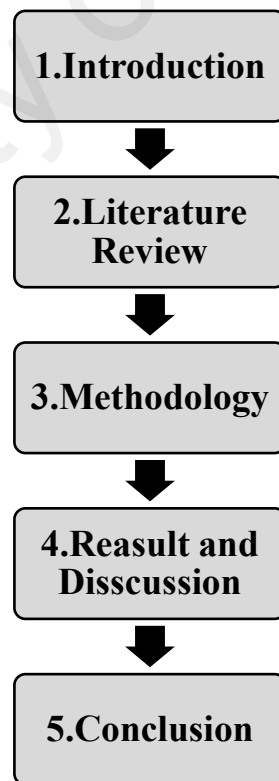 1.Introduction
2.Literature
Review
3.Methodology
4.Reasult and
Disscussion
5.Conclusion